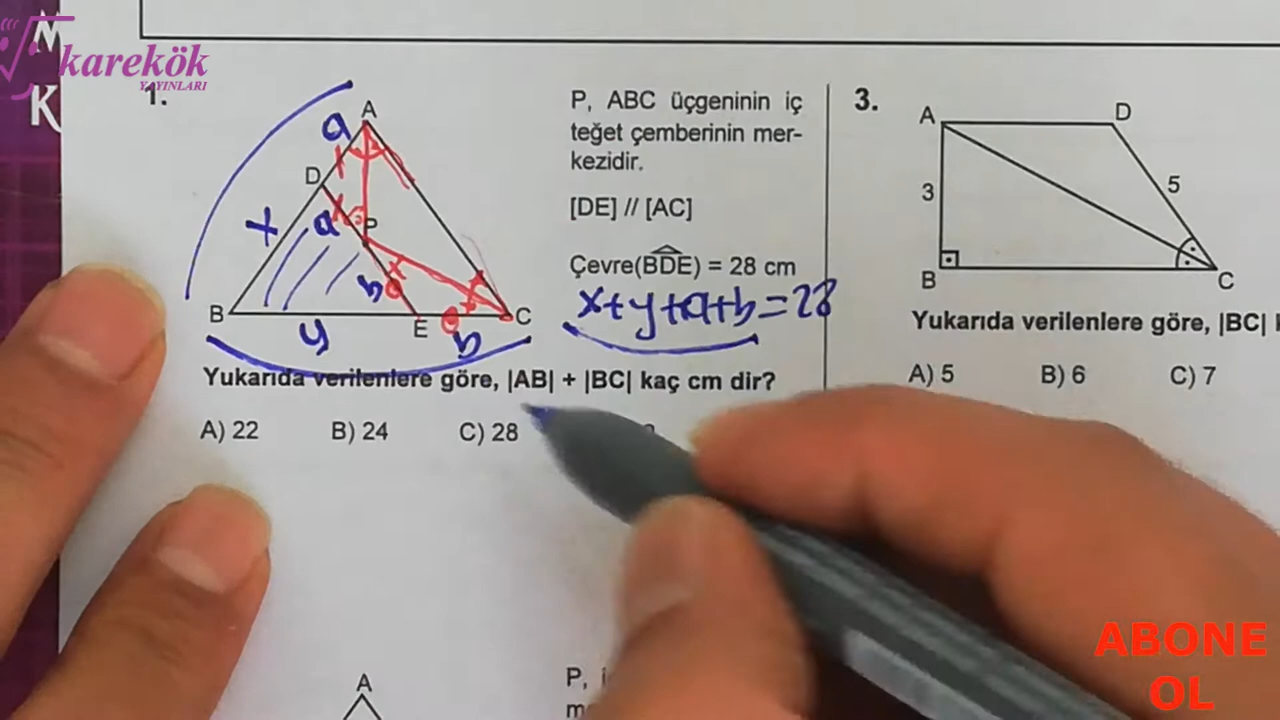 N
K
karekök
YAYINLARI
1.
A
a
D
x
a
P
b
B
E
C
y
b
P, ABC üçgeninin iç
teğet çemberinin mer-
kezidir.
[DE] // [AC]
Çevre(BDE) = 28 cm
x+y+a+b=28
Yukarıda verilenlere göre, |AB| + |BC| kaç cm dir?
A) 22 B) 24 C) 28
3.
A
D
3
5
B
C
Yukarıda verilenlere göre, |BC|
A) 5 B) 6 C) 7
A
P,
ABONE
OL